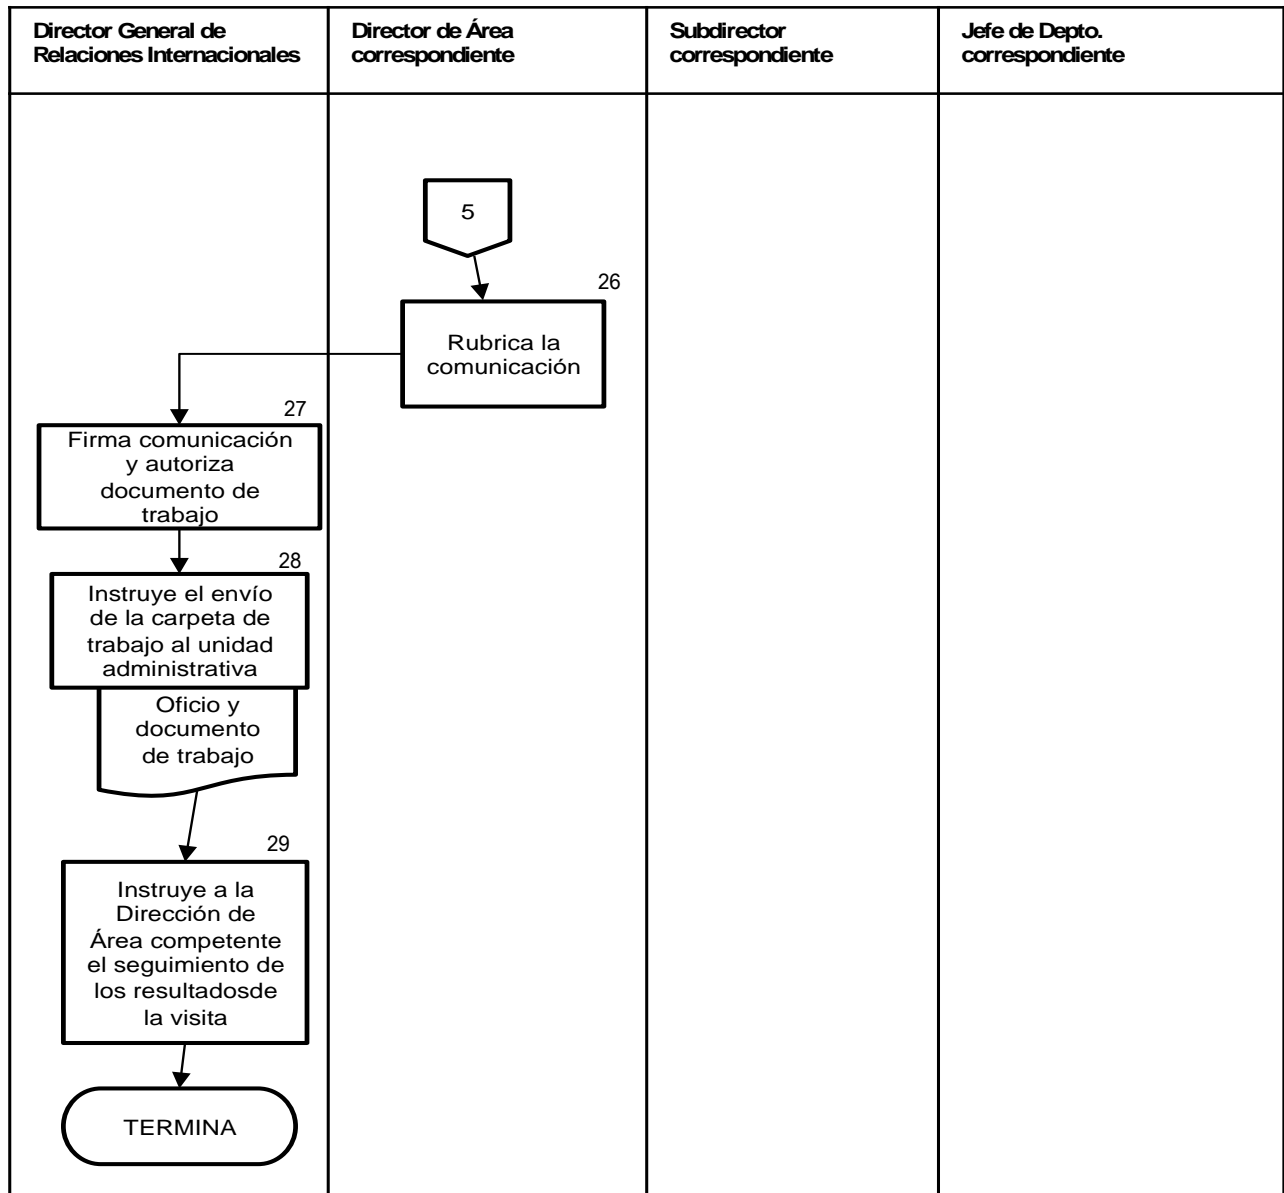 Director General de
Relaciones Internacionales
Director de Área
correspondiente
Subdirector
correspondiente
Jefe de Depto.
correspondiente
5
26
Rubrica la
comunicación
27
Firma comunicación
y autoriza
documento de
trabajo
28
Instruye el envío
de la carpeta de
trabajo al unidad
administrativa
Oficio y
documento
de trabajo
29
Instruye a la
Dirección de
Área competente
el seguimiento de
los resultadosde
la visita
TERMINA